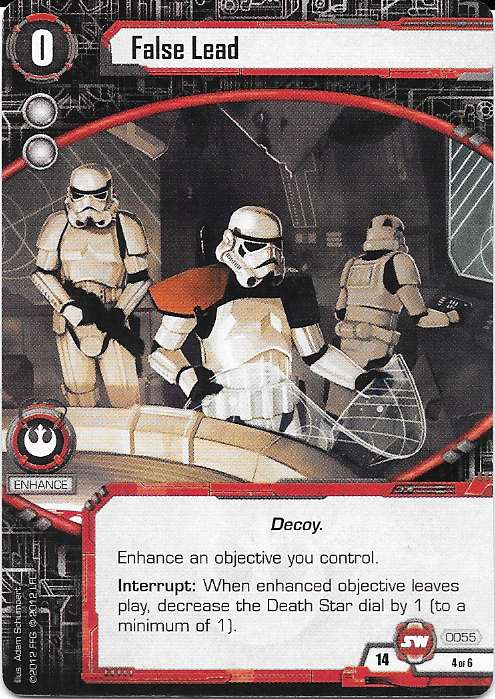 0
False Lead
ENHANCE
Decoy.
Enhance an objective you control.
Interrupt: When enhanced objective leaves
play, decrease the Death Star dial by 1 (to a
minimum of 1).
Illus. Adam Schumpert
©2012 FFG ©2012 LFL
14
SW
0055
4 OF 6